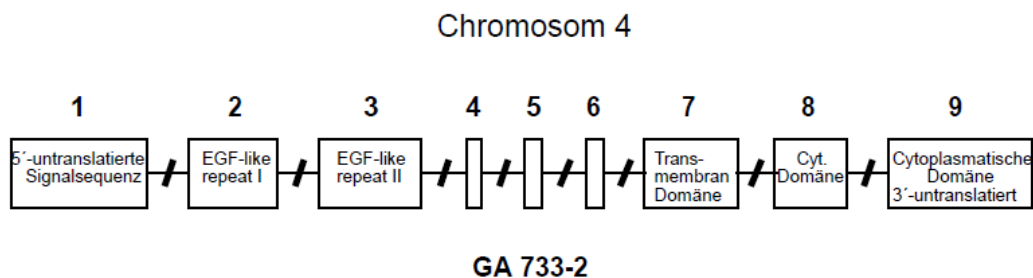 Chromosom 4
1 2 3 4 5 6 7 8 9
5´-untranslatierte
Signalsequenz
EGF-like
repeat I
EGF-like
repeat II
Trans-
membran
Domäne
Cyt.
Domäne
Cytoplasmatische
Domäne
3´-untranslatiert
GA 733-2